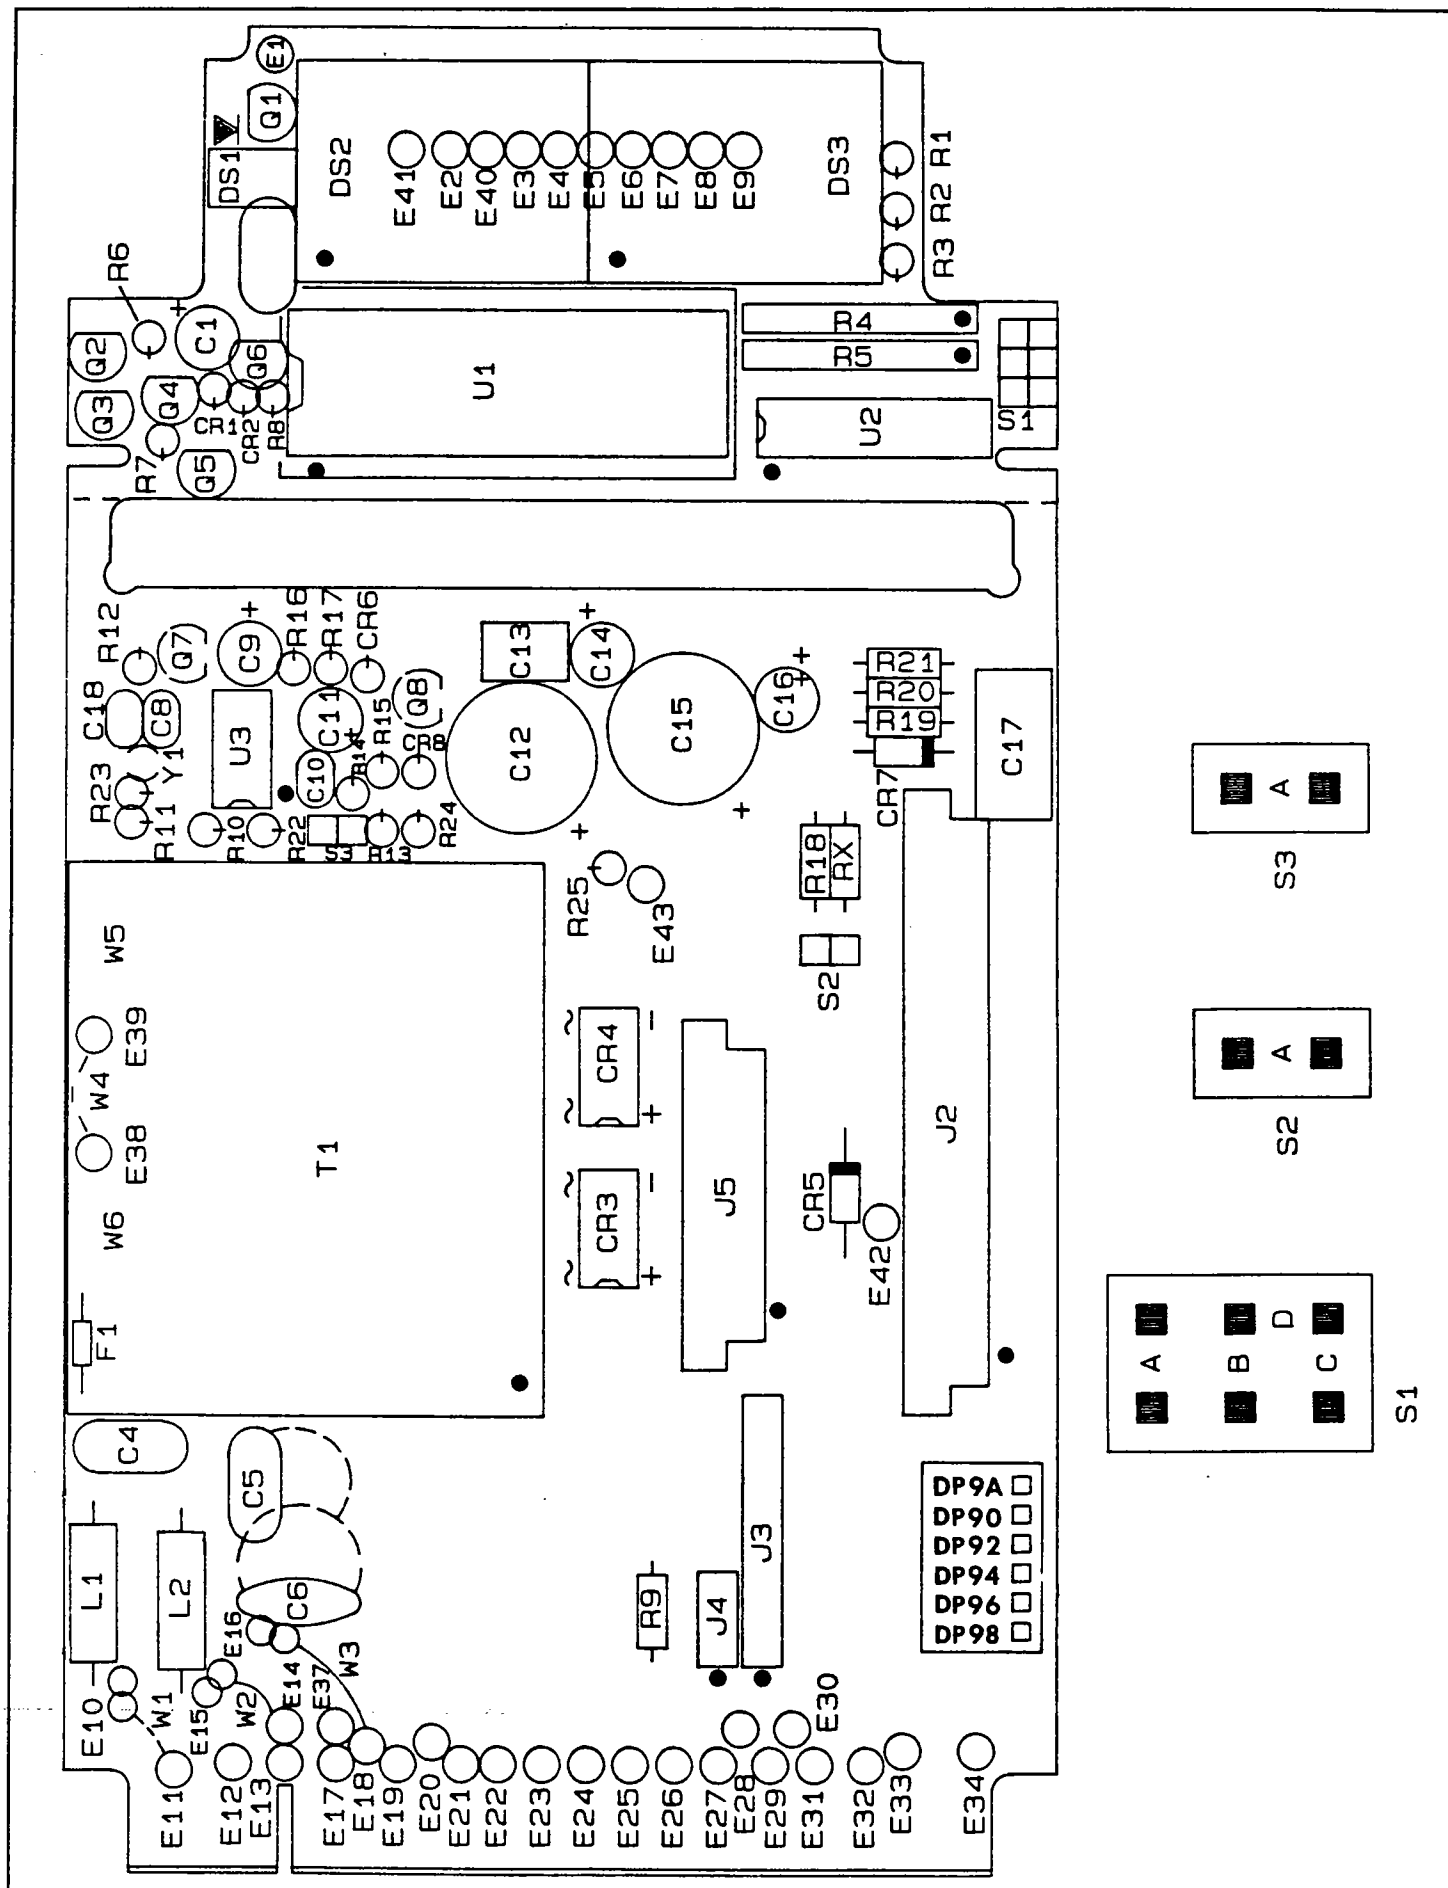 E1
Q1
DS1
DS2
E41
E2
E40
E3
E4
E5
E6
E7
E8
E9
DS3
R1
R2
R3
R6
Q2
C1
+
Q6
Q3
Q4
CR1
CR2
R8
R7
Q5
U1
R4
R5
U2
S1
R12
Q7
C9
+
R16
R17
CR6
C18
C8
Y1
U3
C11
+
R15
Q8
CR8
C10
R14
R23
R11
R10
R22
S3
R13
R24
C13
C14
+
C12
+
C15
+
C16
+
+
R21
R20
R19
CR7
C17
R18
RX
S2
R25
E43
W5
E39
W4
E38
W6
T1
F1
~
-
CR4
~
+
~
-
CR3
~
+
J5
CR5
E42
J2
C4
C5
L1
L2
C6
E16
E10
W1
E15
W2
E14
E37
W3
R9
J4
J3
E30
DP9A
DP90
DP92
DP94
DP96
DP98
E11
E12
E13
E17
E18
E19
E20
E21
E22
E23
E24
E25
E26
E27
E28
E29
E31
E32
E33
E34
A
S3
A
S2
A
B
D
C
S1